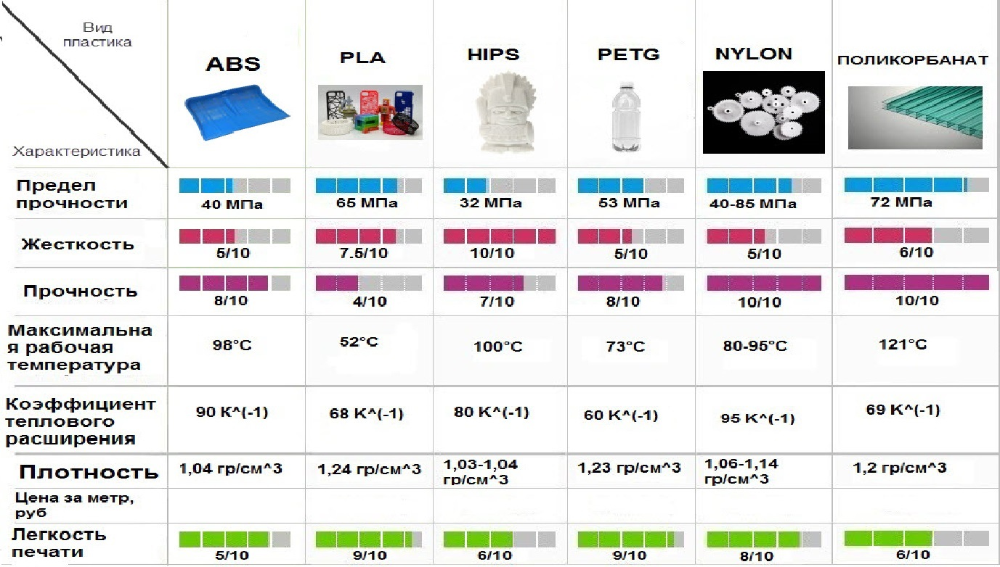 Вид
пластика
Характеристика
ABS
PLA
HIPS
PETG
NYLON
ПОЛИКОРБАНАТ
Предел
прочности
40 МПа
65 МПа
32 МПа
53 МПа
40-85 МПа
72 МПа
Жесткость
5/10
7.5/10
10/10
5/10
5/10
6/10
Прочность
8/10
4/10
7/10
8/10
10/10
10/10
Максимальна
я рабочая
температура
98°C
52°C
100°C
73°C
80-95°C
121°C
Коэффициент
теплового
расширения
90 К^(-1)
68 К^(-1)
80 К^(-1)
60 К^(-1)
95 К^(-1)
69 К^(-1)
Плотность
1,04 гр/см^3
1,24 гр/см^3
1,03-1,04
гр/см^3
1,23 гр/см^3
1,06-1,14
гр/см^3
1,2 гр/см^3
Цена за метр,
руб
Легкость
печати
5/10
9/10
6/10
9/10
8/10
6/10